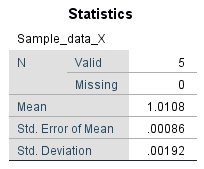 Statistics
Sample_data_X
N Valid 5
Missing 0
Mean 1.0108
Std. Error of Mean .00086
Std. Deviation .00192